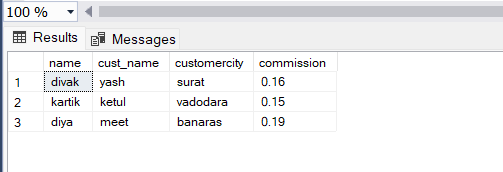 100 %
Results Messages
name cust_name customercity commission
1 divak yash surat 0.16
2 kartik ketul vadodara 0.15
3 diya meet banaras 0.19